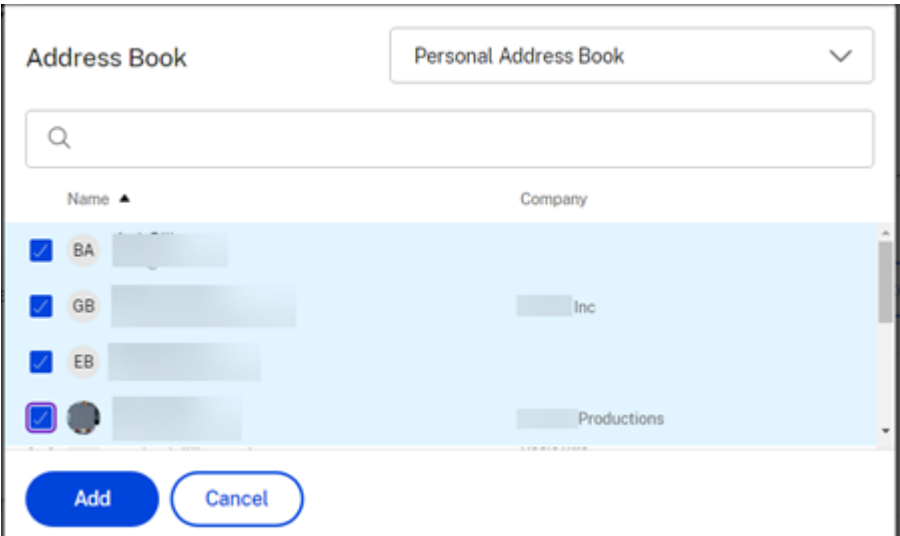 Address Book
Personal Address Book
Name ▲
Company
BA
GB
Inc
EB
Productions
Add
Cancel